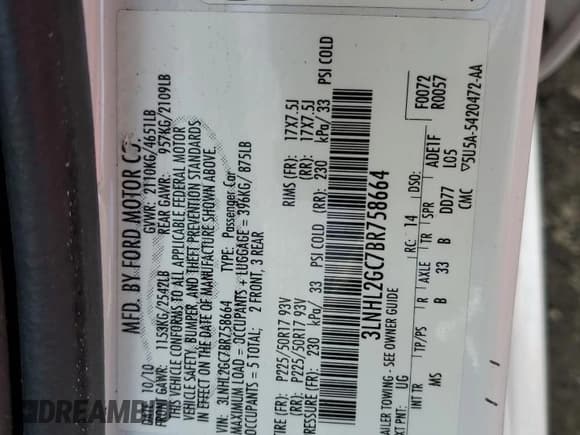 MFD. BY FORD MOTOR CO.
10/10 GVWR: 2110KG/4651LB
FRONT GAWR: 1153KG/2542LB REAR GAWR: 957KG/2109LB
THIS VEHICLE CONFORMS TO ALL APPLICABLE FEDERAL MOTOR
VEHICLE SAFETY, BUMPER, AND THEFT PREVENTION STANDARDS
IN EFFECT ON THE DATE OF MANUFACTURE SHOWN ABOVE.
VIN: 3LNHL2GC7BR758664 TYPE: Passenger Car
MAXIMUM LOAD = OCCUPANTS + LUGGAGE = 396KG/ 875LB
OCCUPANTS = 5 TOTAL; 2 FRONT, 3 REAR
TIRE (FR): P225/50R17 93V RIMS (FR): 17X7.5J
(RR): P225/50R17 93V (RR): 17X7.5J
PRESSURE (FR): 230 kPa/ 33 PSI COLD (RR): 230 kPa/ 33 PSI COLD
3LNHL2GC7BR758664
TRAILER TOWING - SEE OWNER GUIDE F0072
EXT PNT: UG RC: 14 DSO: R0057
INT TR TP/PS R AXLE TR SPR ADE1F
MS B 33 B DD77 L05
CMC ▽5U5A-5420472-AA
DREAMBID